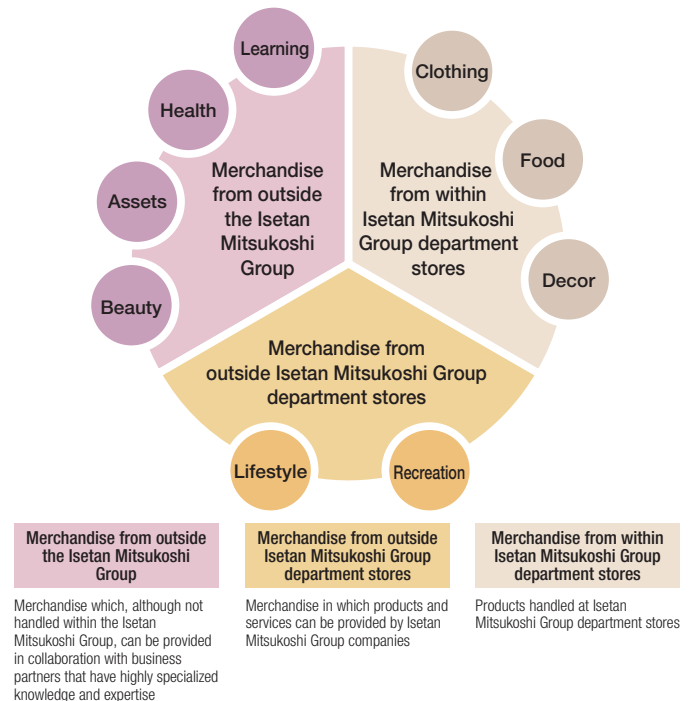 Learning
Health
Assets
Beauty
Merchandise
from outside
the Isetan
Mitsukoshi
Group
Clothing
Food
Decor
Merchandise
from within
Isetan Mitsukoshi
Group department
stores
Merchandise from
outside Isetan Mitsukoshi Group
department stores
Lifestyle
Recreation
Merchandise from outside
the Isetan Mitsukoshi
Group
Merchandise which, although not
handled within the Isetan
Mitsukoshi Group, can be provided
in collaboration with business
partners that have highly specialized
knowledge and expertise
Merchandise from outside
Isetan Mitsukoshi Group
department stores
Merchandise in which products and
services can be provided by Isetan
Mitsukoshi Group companies
Merchandise from within
Isetan Mitsukoshi Group
department stores
Products handled at Isetan
Mitsukoshi Group department stores